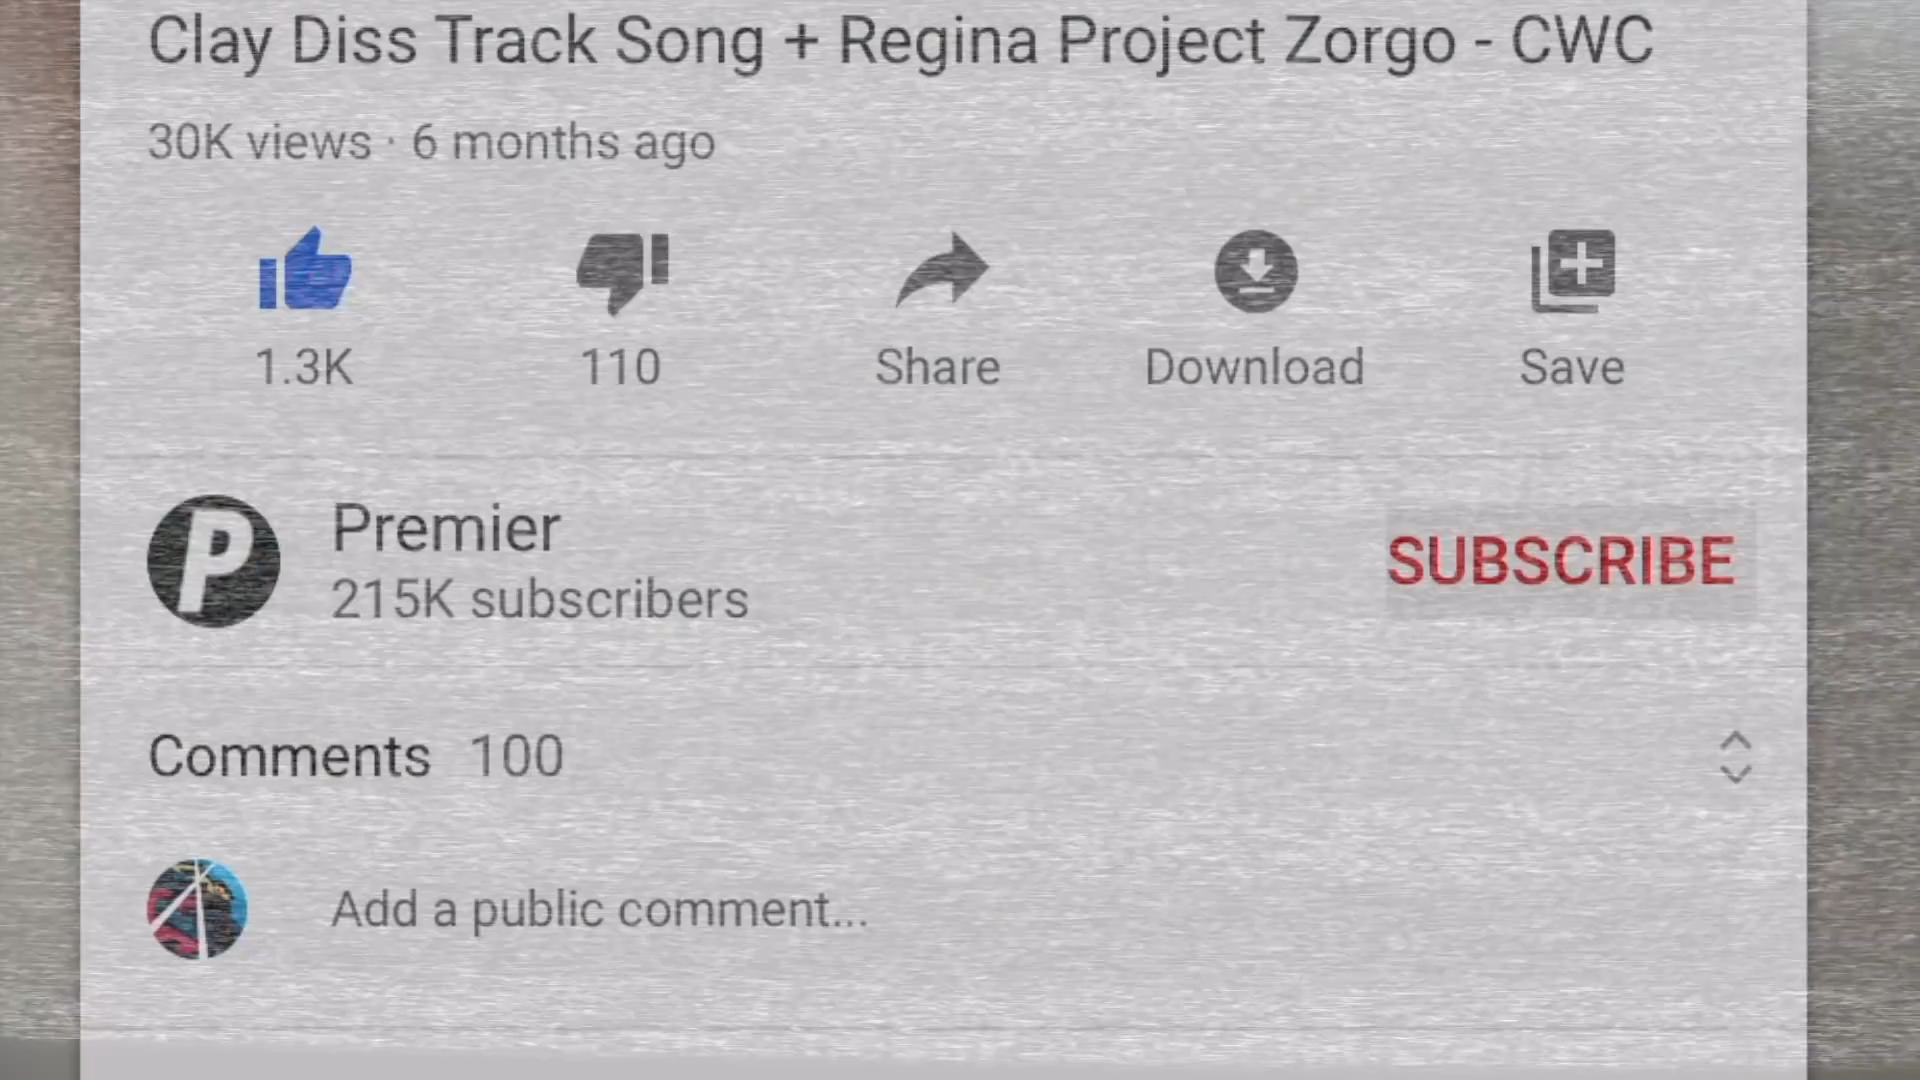 Clay Diss Track Song + Regina Project Zorgo - CWC
30K views · 6 months ago
1.3K 110 Share Download Save
P
Premier
215K subscribers
SUBSCRIBE
Comments 100
Add a public comment...